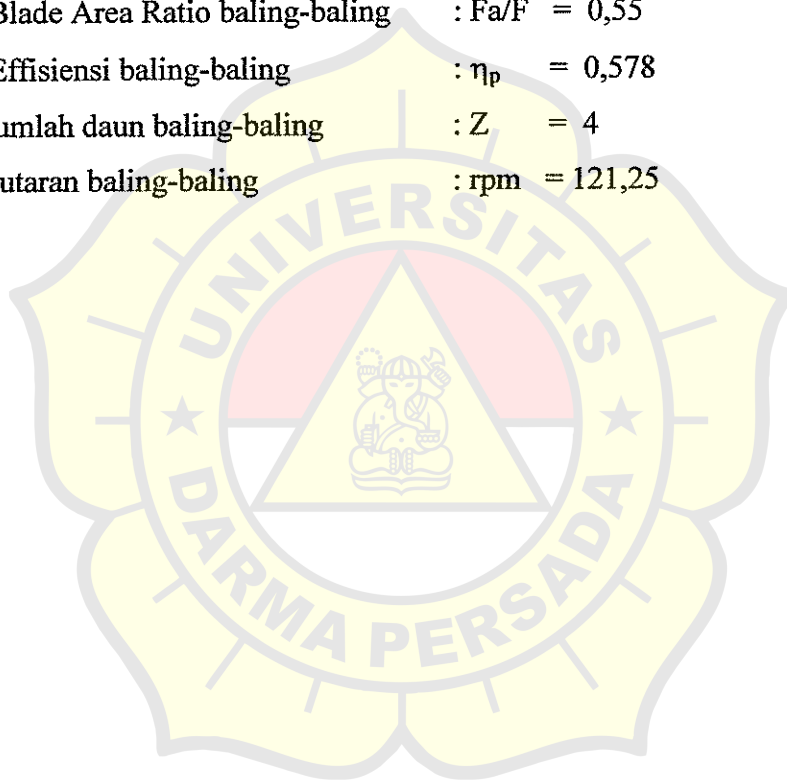 Blade Area Ratio baling-baling : Fa/F = 0,55
Effisiensi baling-baling : ηp = 0,578
umlah daun baling-baling : Z = 4
utaran baling-baling : rpm = 121,25
UNIVERSITAS
DARMA PERSADA